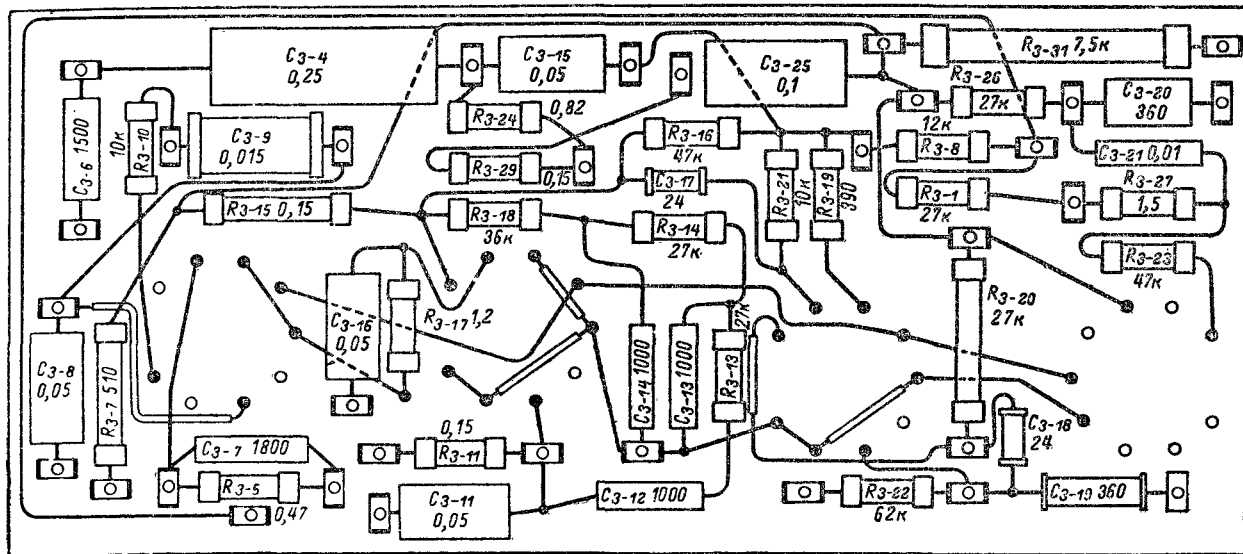 C3-4
0,25
C3-15
0,05
C3-25
0,1
R3-31 7,5к
R3-26
27к
C3-20
360
C3-6 1500
10к
R3-10
C3-9
0,015
R3-24
0,82
R3-16
47к
12к
R3-8
C3-21 0,01
R3-29
0,15
C3-17
24
R3-21
10к
R3-19
390
R3-1
27к
R3-27
1,5
R3-15 0,15
R3-18
36к
R3-14
27к
R3-23
47к
C3-16
0,05
R3-17 1,2
R3-20
27к
C3-8
0,05
R3-7 510
C3-14 1000
C3-13 1000
R3-13
27к
C3-18
24
C3-7 1800
0,15
R3-11
R3-5
0,47
C3-11
0,05
C3-12 1000
R3-22
62к
C3-19 360